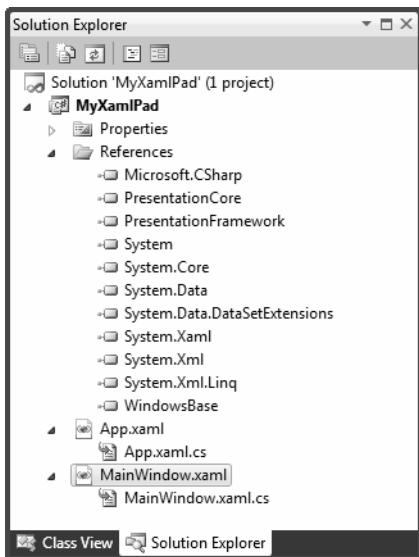 Solution Explorer
Solution 'MyXamlPad' (1 project)
C#
MyXamlPad
Properties
References
Microsoft.CSharp
PresentationCore
PresentationFramework
System
System.Core
System.Data
System.Data.DataSetExtensions
System.Xaml
System.Xml
System.Xml.Linq
WindowsBase
App.xaml
App.xaml.cs
MainWindow.xaml
MainWindow.xaml.cs
Class View Solution Explorer